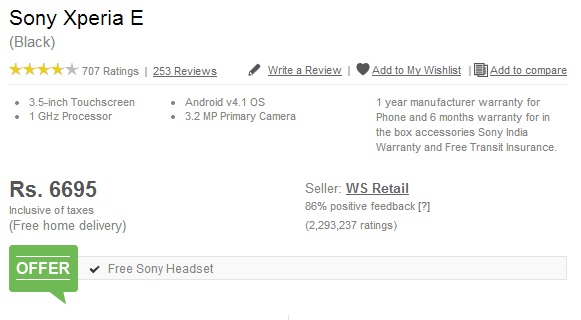 Sony Xperia E
(Black)
707 Ratings | 253 Reviews
Write a Review | Add to My Wishlist | Add to compare
• 3.5-inch Touchscreen
• 1 GHz Processor
• Android v4.1 OS
• 3.2 MP Primary Camera
1 year manufacturer warranty for
Phone and 6 months warranty for in
the box accessories Sony India
Warranty and Free Transit Insurance.
Rs. 6695
Inclusive of taxes
(Free home delivery)
Seller: WS Retail
86% positive feedback [?]
(2,293,237 ratings)
OFFER
Free Sony Headset